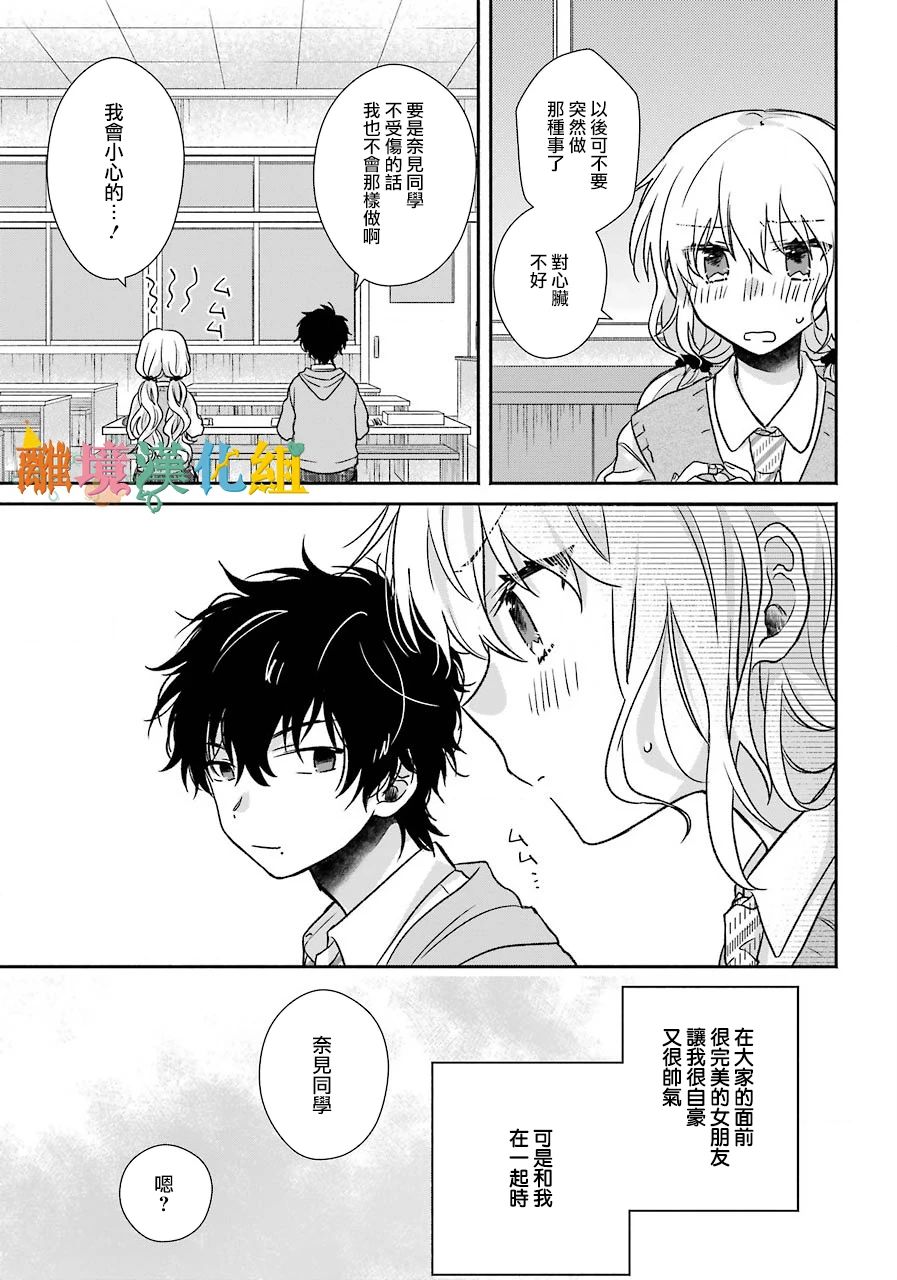 以後可不要
突然做
那種事了
對心臟
不好
要是奈見同學
不受傷的話
我也不會那樣做啊
我會小心的…！
ムムム
離境漢化組
ムム
在大家的面前
很完美的女朋友
讓我很自豪
又很帥氣
可是和我
在一起時
奈見同學
嗯？